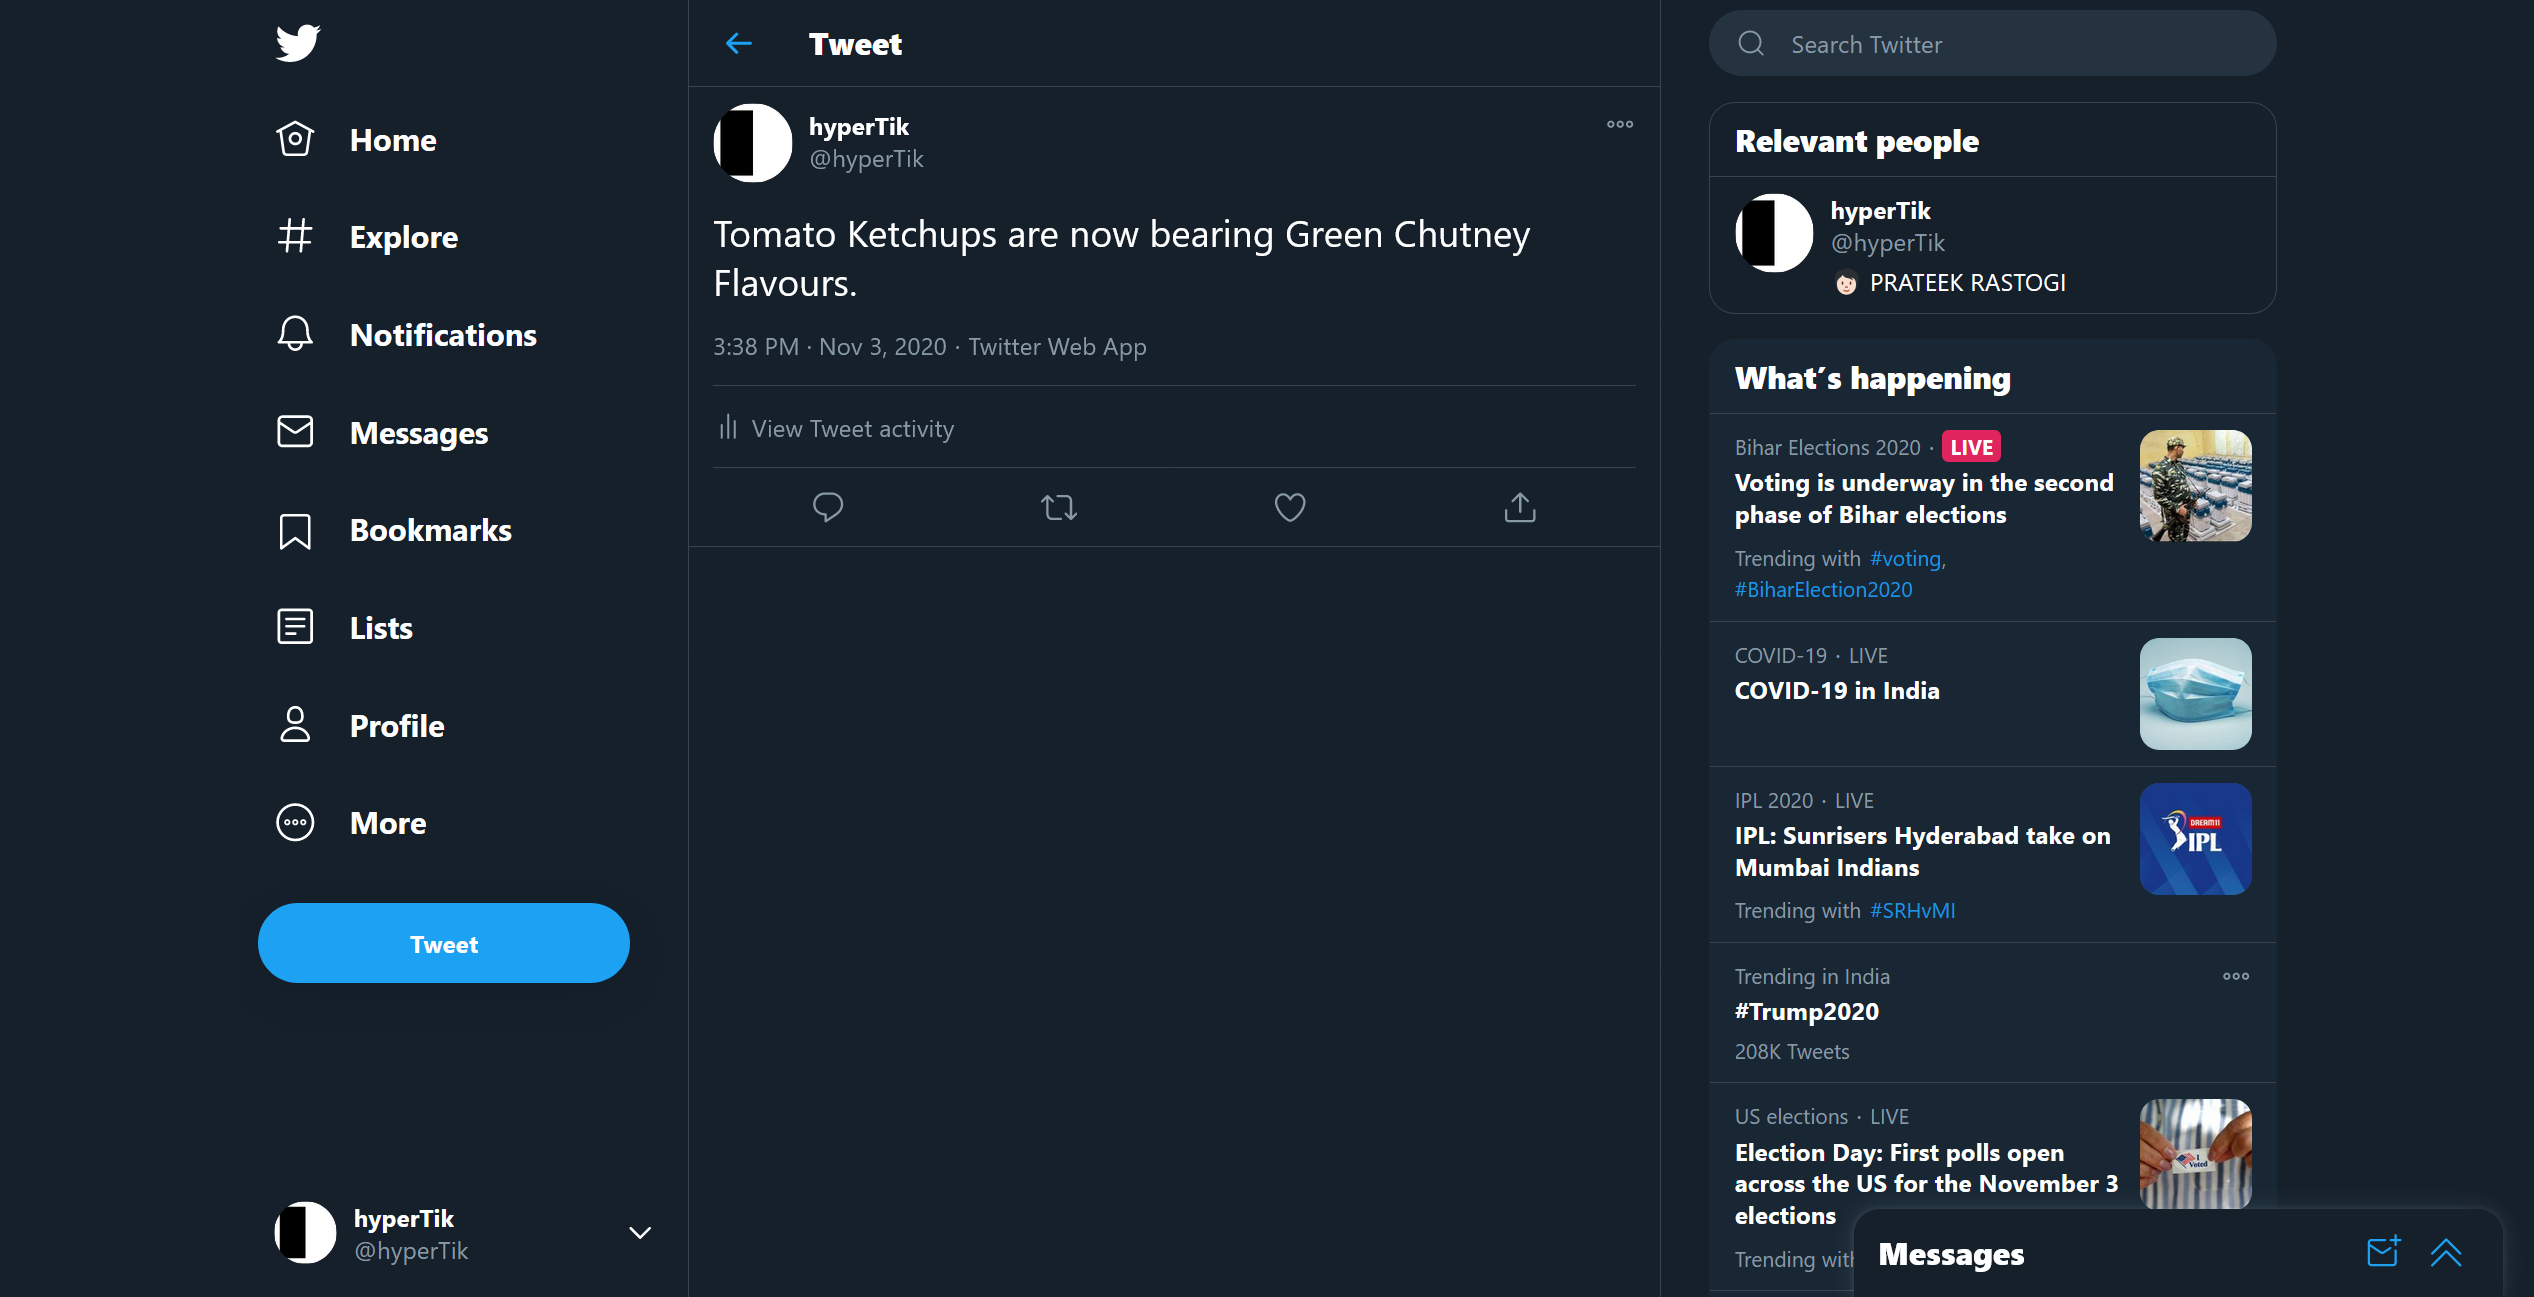 Home
Explore
Notifications
Messages
Bookmarks
Lists
Profile
More
Tweet
hyperTik
@hyperTik
Tweet
hyperTik
@hyperTik
Tomato Ketchups are now bearing Green Chutney
Flavours.
3:38 PM · Nov 3, 2020 · Twitter Web App
View Tweet activity
Search Twitter
Relevant people
hyperTik
@hyperTik
PRATEEK RASTOGI
What's happening
Bihar Elections 2020 · LIVE
Voting is underway in the second
phase of Bihar elections
Trending with #voting,
#BiharElection2020
COVID-19 · LIVE
COVID-19 in India
IPL 2020 · LIVE
IPL: Sunrisers Hyderabad take on
Mumbai Indians
Trending with #SRHvMI
DREAM11
IPL
Trending in India
#Trump2020
208K Tweets
US elections · LIVE
Election Day: First polls open
across the US for the November 3
elections
Trending
I Voted
Messages